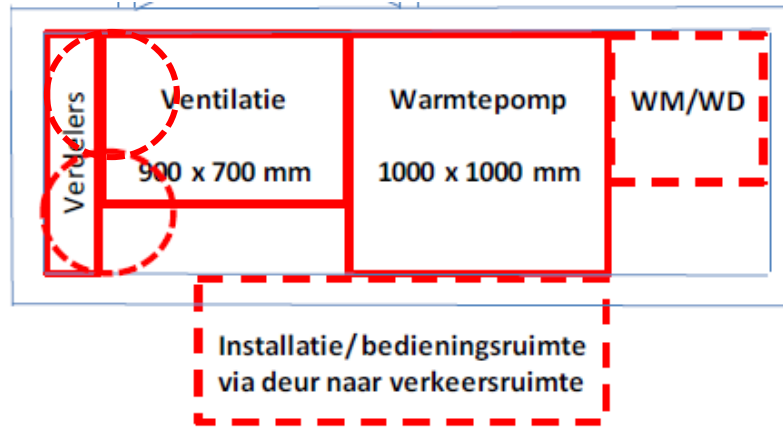 Verdelers
Ventilatie
900 x 700 mm
Warmtepomp
1000 x 1000 mm
WM/WD
Installatie/bedieningsruimte
via deur naar verkeersruimte